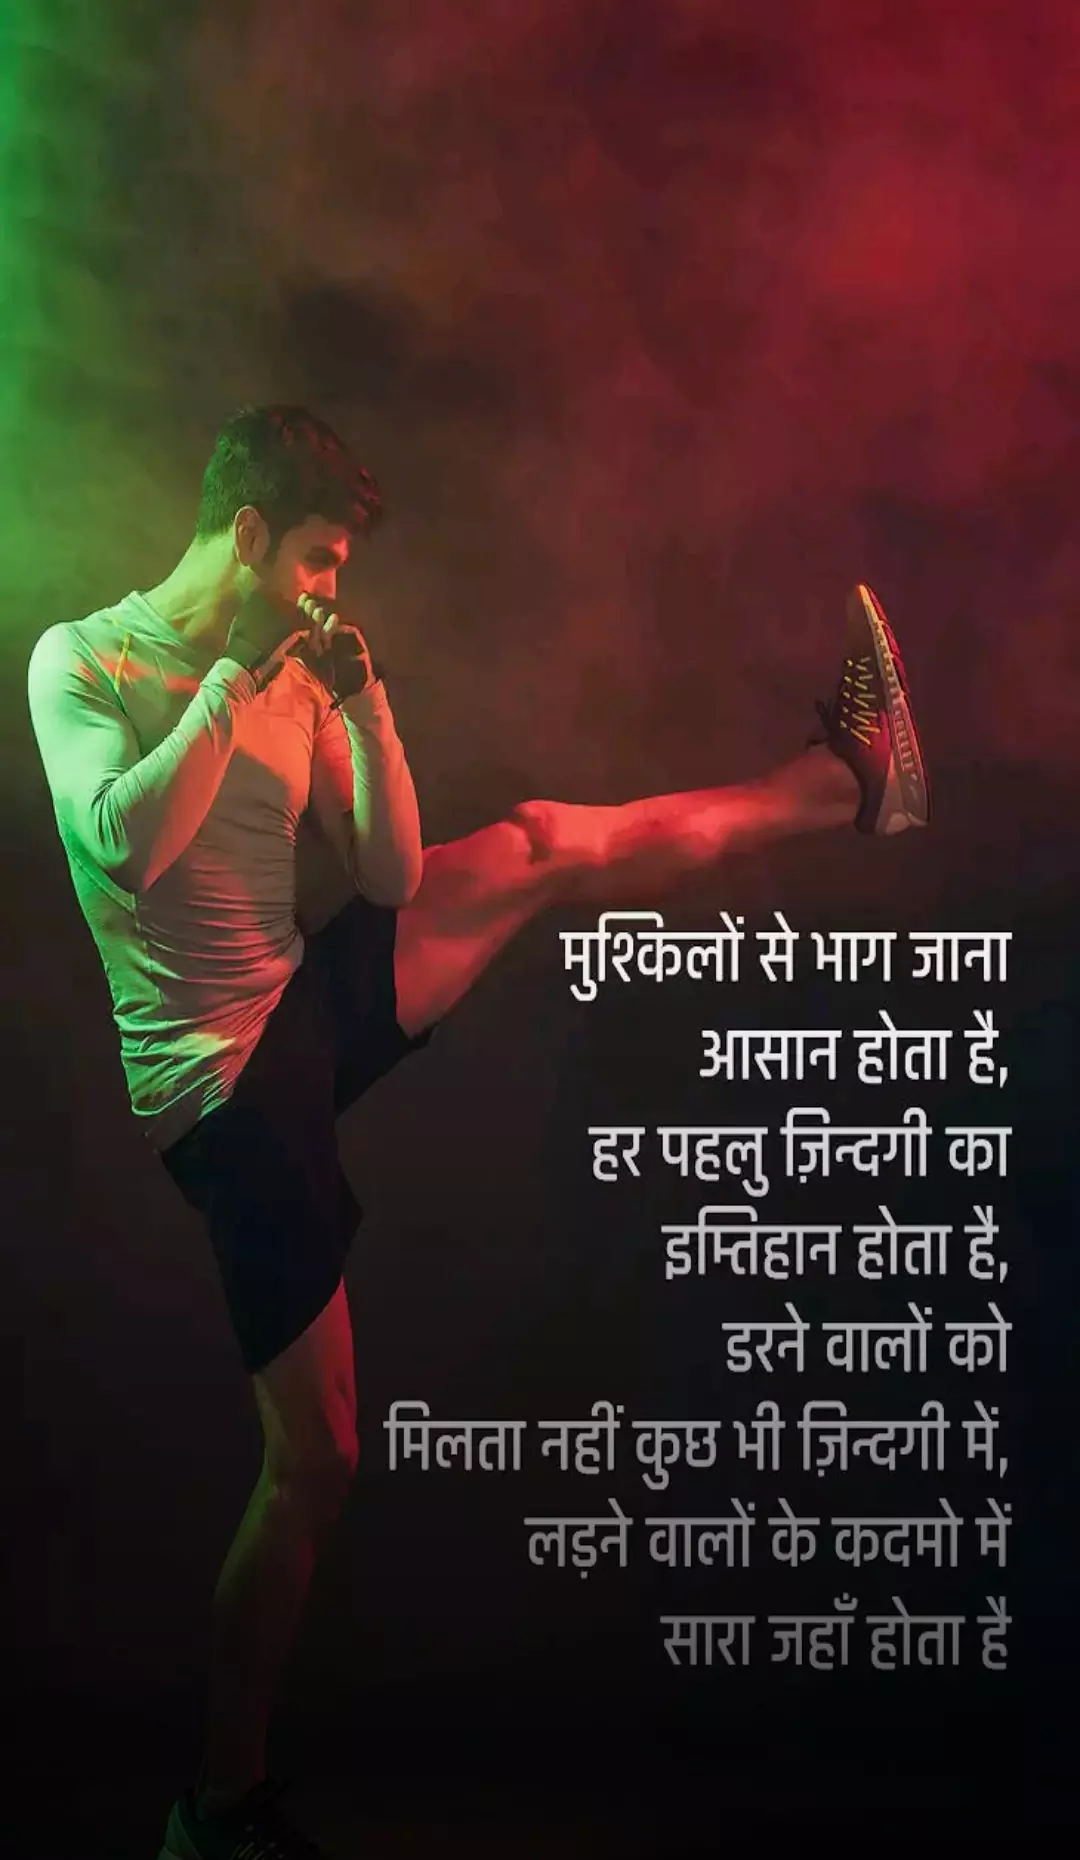 मुश्किलों से भाग जाना
आसान होता है,
हर पहलु ज़िन्दगी का
इम्तिहान होता है,
डरने वालों को
मिलता नहीं कुछ भी ज़िन्दगी में,
लड़ने वालों के कदमो में
सारा जहाँ होता है